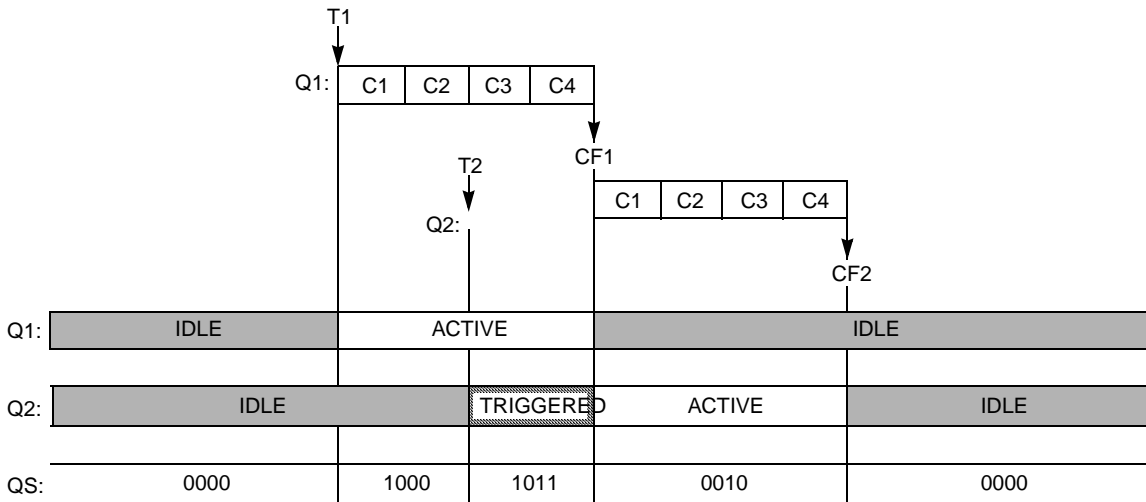 T1
Q1: C1 C2 C3 C4
CF1
T2
C1 C2 C3 C4
Q2:
CF2
Q1: IDLE ACTIVE IDLE
Q2: IDLE TRIGGERED ACTIVE IDLE
QS: 0000 1000 1011 0010 0000